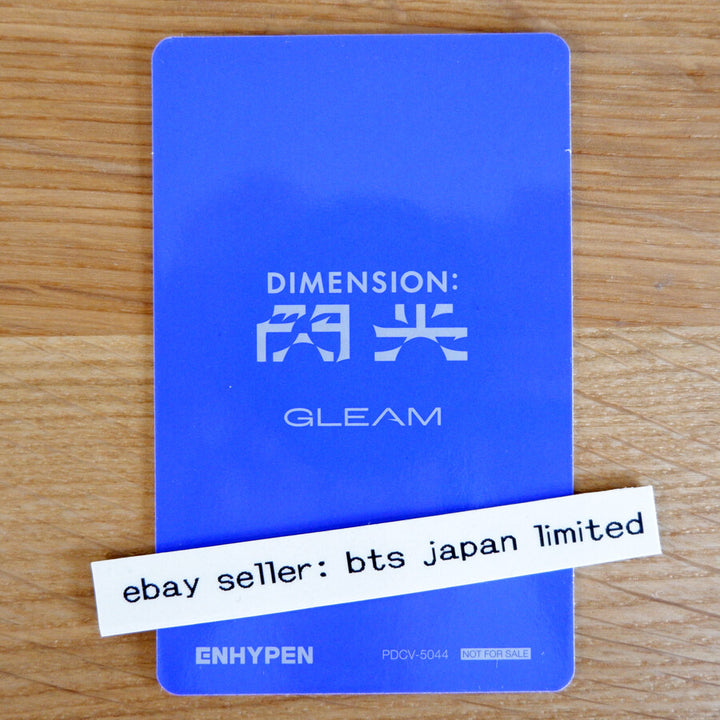 DIMENSION:
閃光
GLEAM
ebay seller: bts japan limited
ENHYPEN
PDCV-5044 NOT FOR SALE